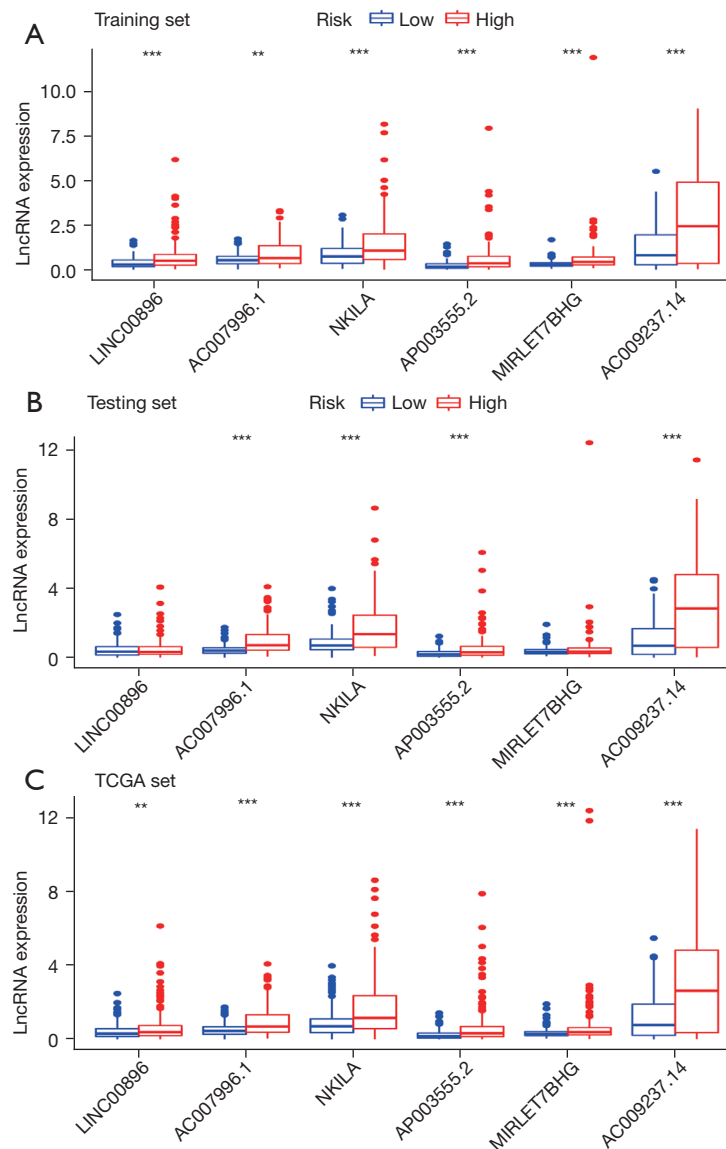 A
Training set Risk Low High
*** ** *** *** *** ***
LncRNA expression
10.0
7.5
5.0
2.5
0.0
LINC00896 AC007996.1 NKILA AP003555.2 MIRLET7BHG AC009237.14
B
Testing set Risk Low High
*** *** *** ***
LncRNA expression
12
8
4
0
LINC00896 AC007996.1 NKILA AP003555.2 MIRLET7BHG AC009237.14
C
TCGA set
** *** *** *** *** ***
LncRNA expression
12
8
4
0
LINC00896 AC007996.1 NKILA AP003555.2 MIRLET7BHG AC009237.14